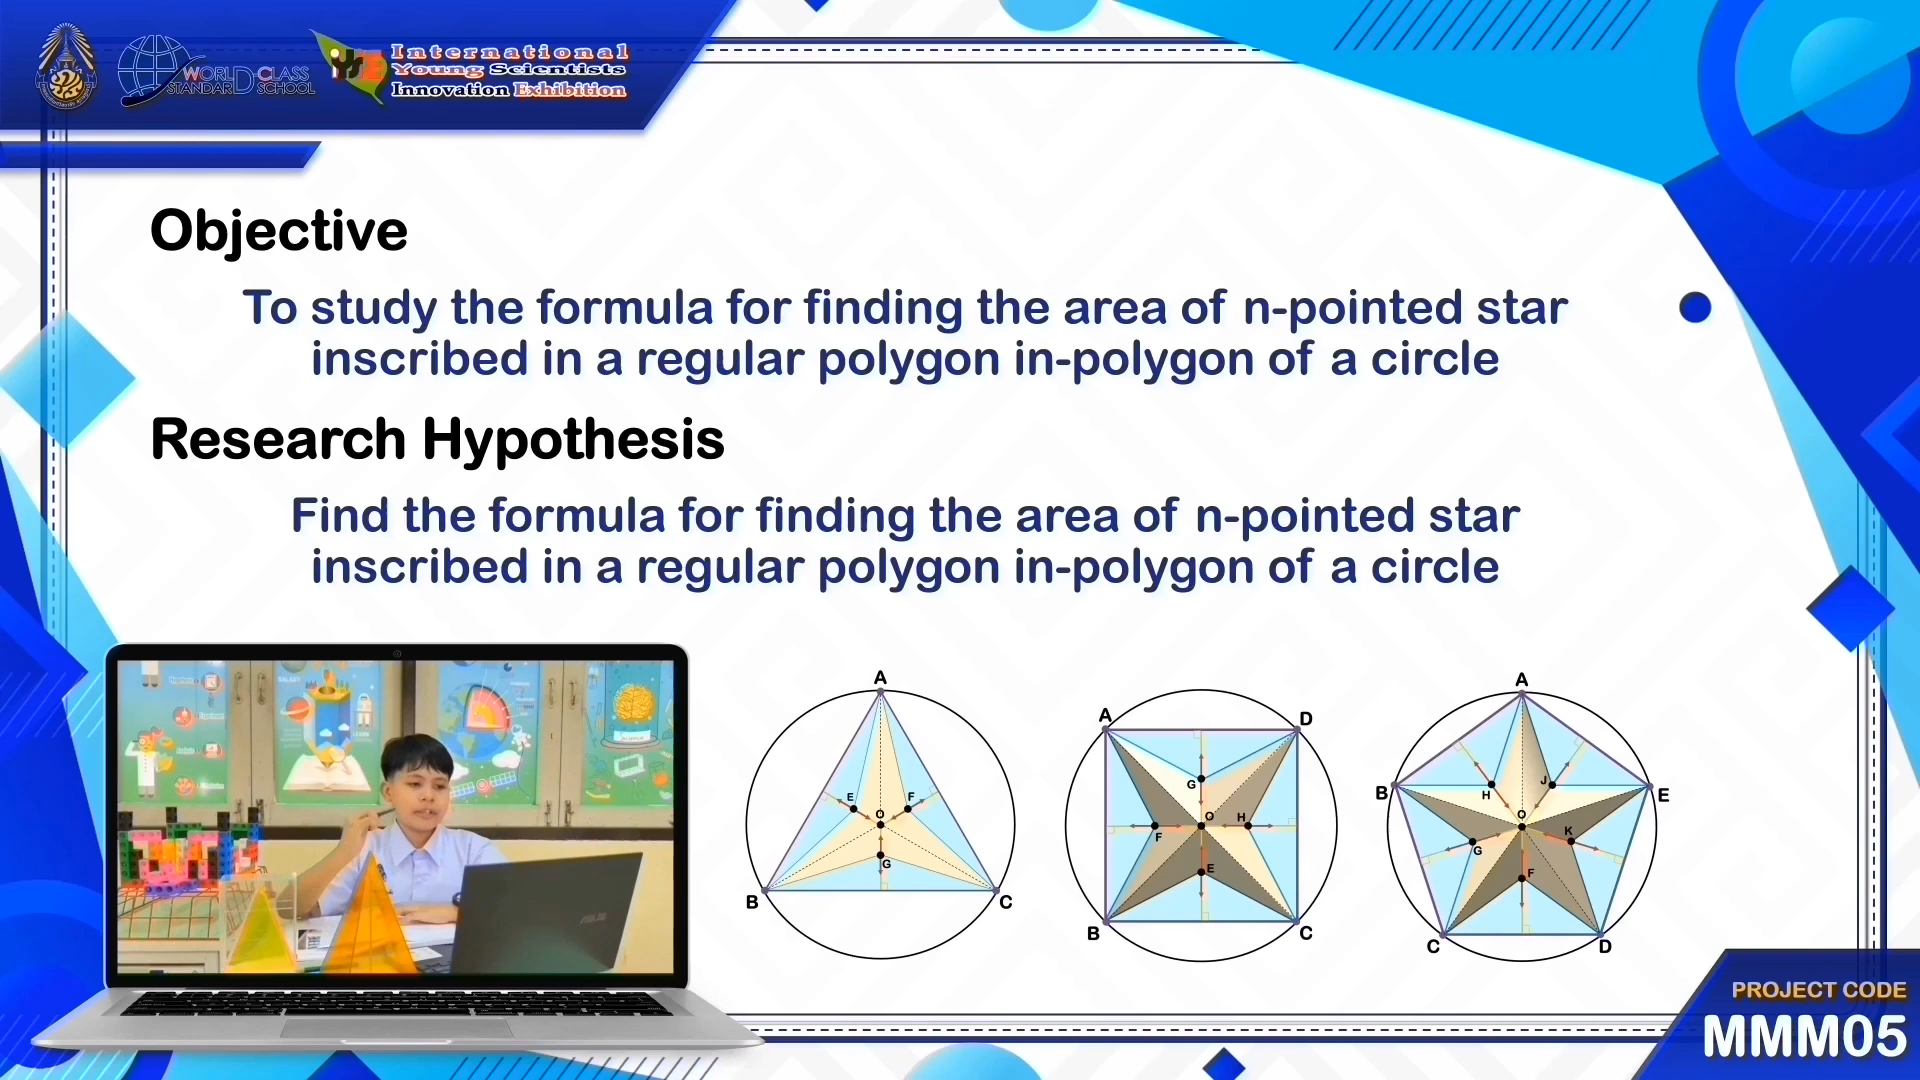 WORLD-CLASS
STANDARD SCHOOL
YSIE
International
Young Scientists
Innovation Exhibition
Objective
To study the formula for finding the area of n-pointed star
inscribed in a regular polygon in-polygon of a circle
Research Hypothesis
Find the formula for finding the area of n-pointed star
inscribed in a regular polygon in-polygon of a circle
ASUS
A
E
F
O
G
B
C
A
D
G
O
H
F
E
B
C
A
B
H
J
E
O
K
G
F
C
D
PROJECT CODE
MMM05